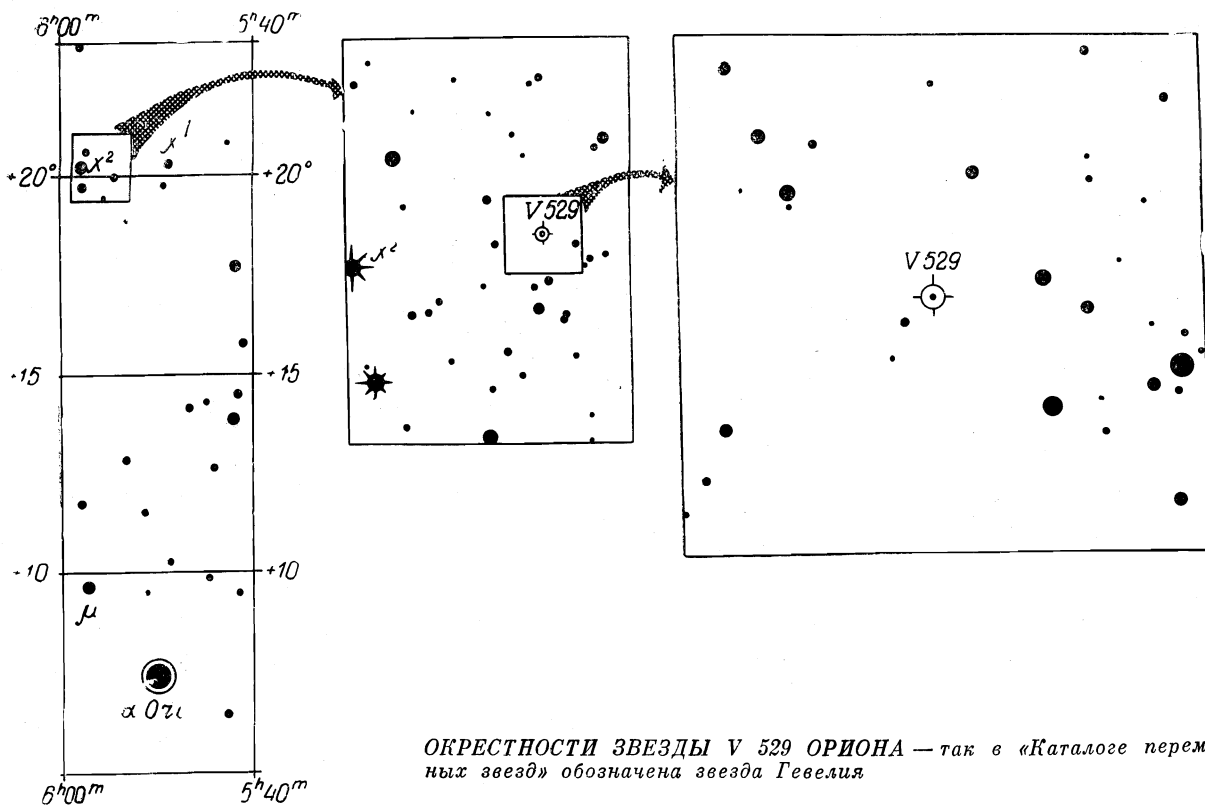 6ʰ00ᵐ 5ʰ40ᵐ
χ¹
χ²
+20° +20°
+15 +15
+10 +10
μ
α Ori
6ʰ00ᵐ 5ʰ40ᵐ
V 529
χ²
V 529
ОКРЕСТНОСТИ ЗВЕЗДЫ V 529 ОРИОНА — так в «Каталоге перем
ных звезд» обозначена звезда Гевелия